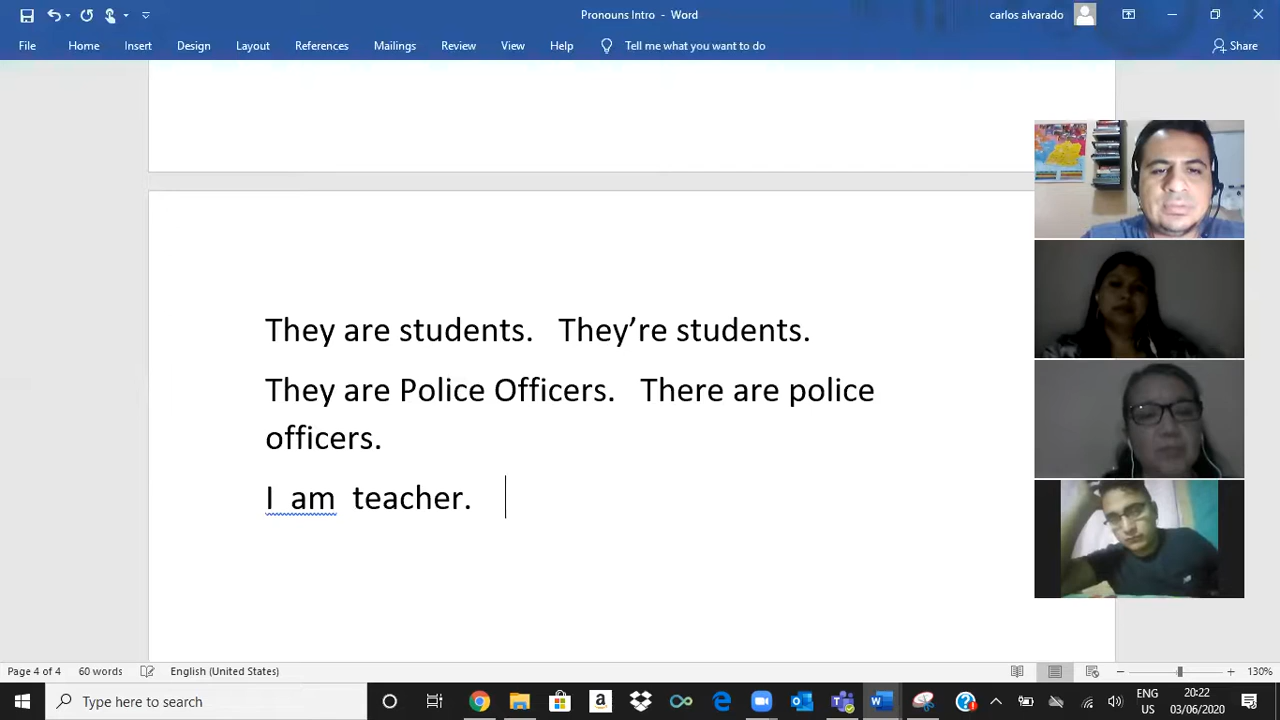 Pronouns Intro - Word
carlos alvarado
File Home Insert Design Layout References Mailings Review View Help Tell me what you want to do Share
They are students. They’re students.
They are Police Officers. There are police
officers.
I am teacher.
Page 4 of 4 60 words English (United States) 130%
Type here to search
ENG
US
20:22
03/06/2020